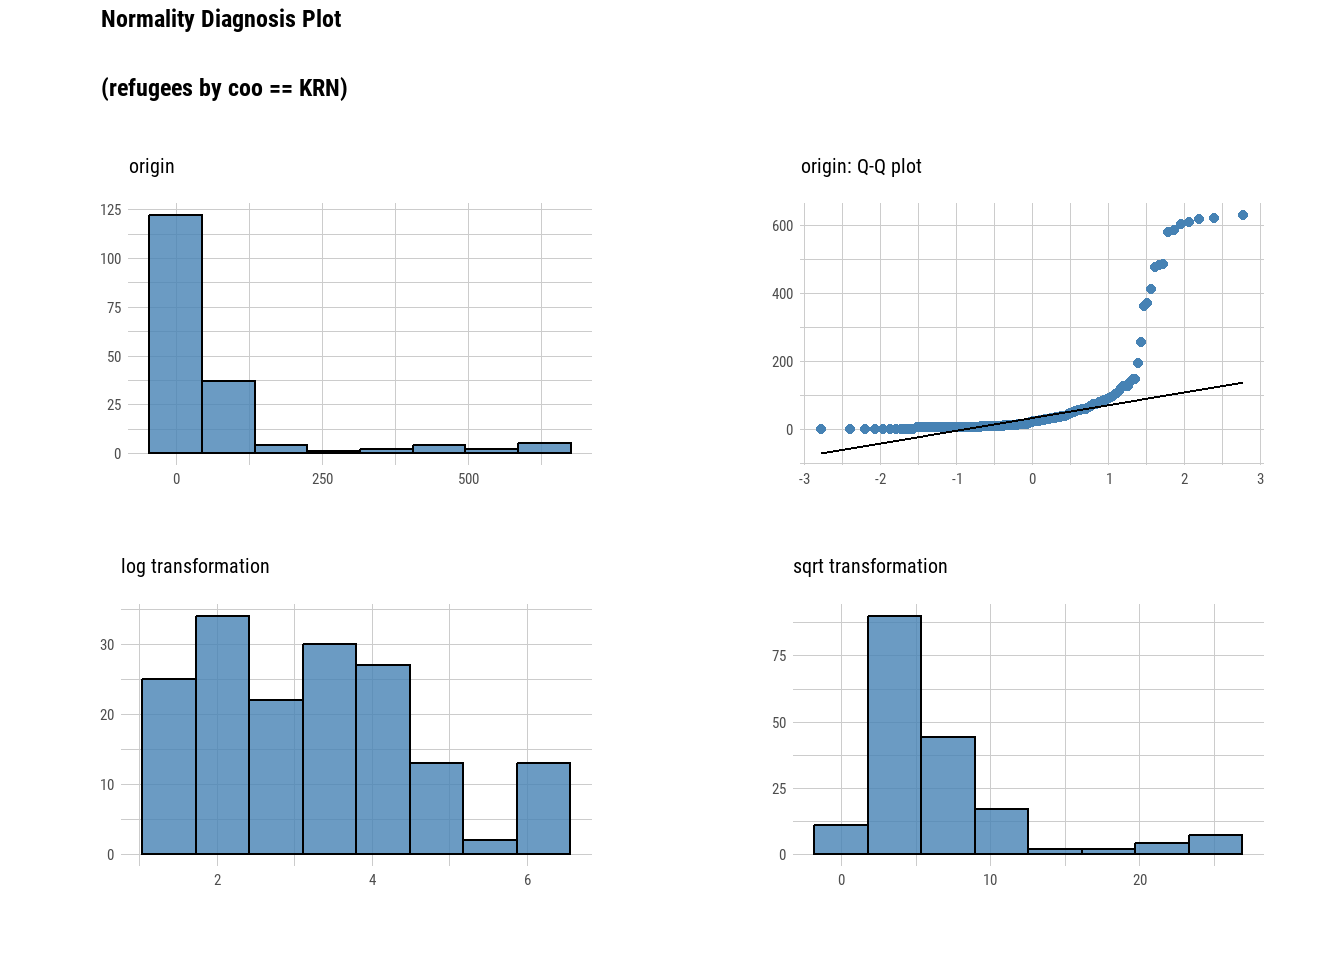 Normality Diagnosis Plot
(refugees by coo == KRN)
origin
125
100
75
50
25
0
0 250 500
origin: Q-Q plot
600
400
200
0
-3 -2 -1 0 1 2 3
log transformation
30
20
10
0
2 4 6
sqrt transformation
75
50
25
0
0 10 20